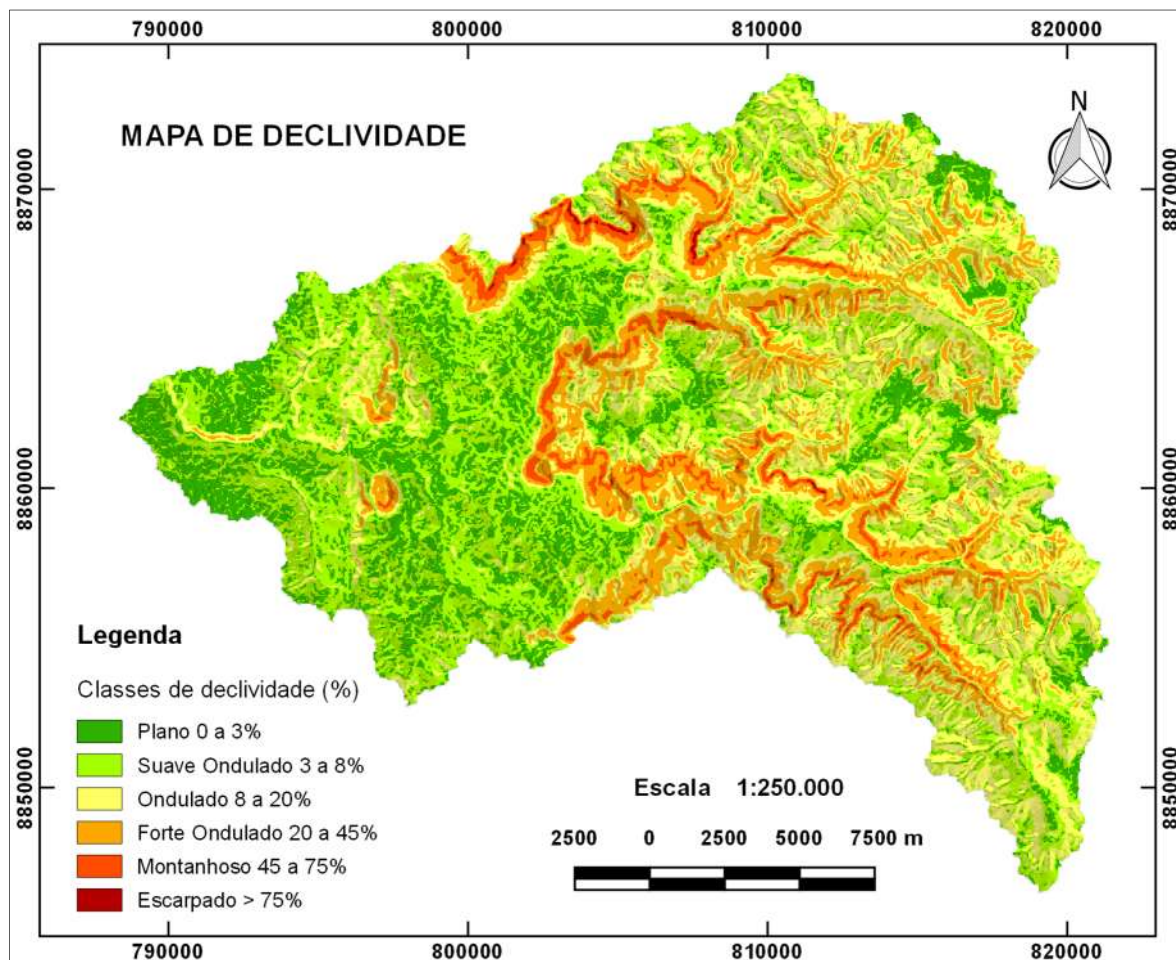 790000 800000 810000 820000
MAPA DE DECLIVIDADE
N
8870000 8870000
8860000 8860000
Legenda
Classes de declividade (%)
Plano 0 a 3%
Suave Ondulado 3 a 8%
Ondulado 8 a 20%
Forte Ondulado 20 a 45%
Montanhoso 45 a 75%
Escarpado > 75%
Escala 1:250.000
2500 0 2500 5000 7500 m
8850000 8850000
790000 800000 810000 820000